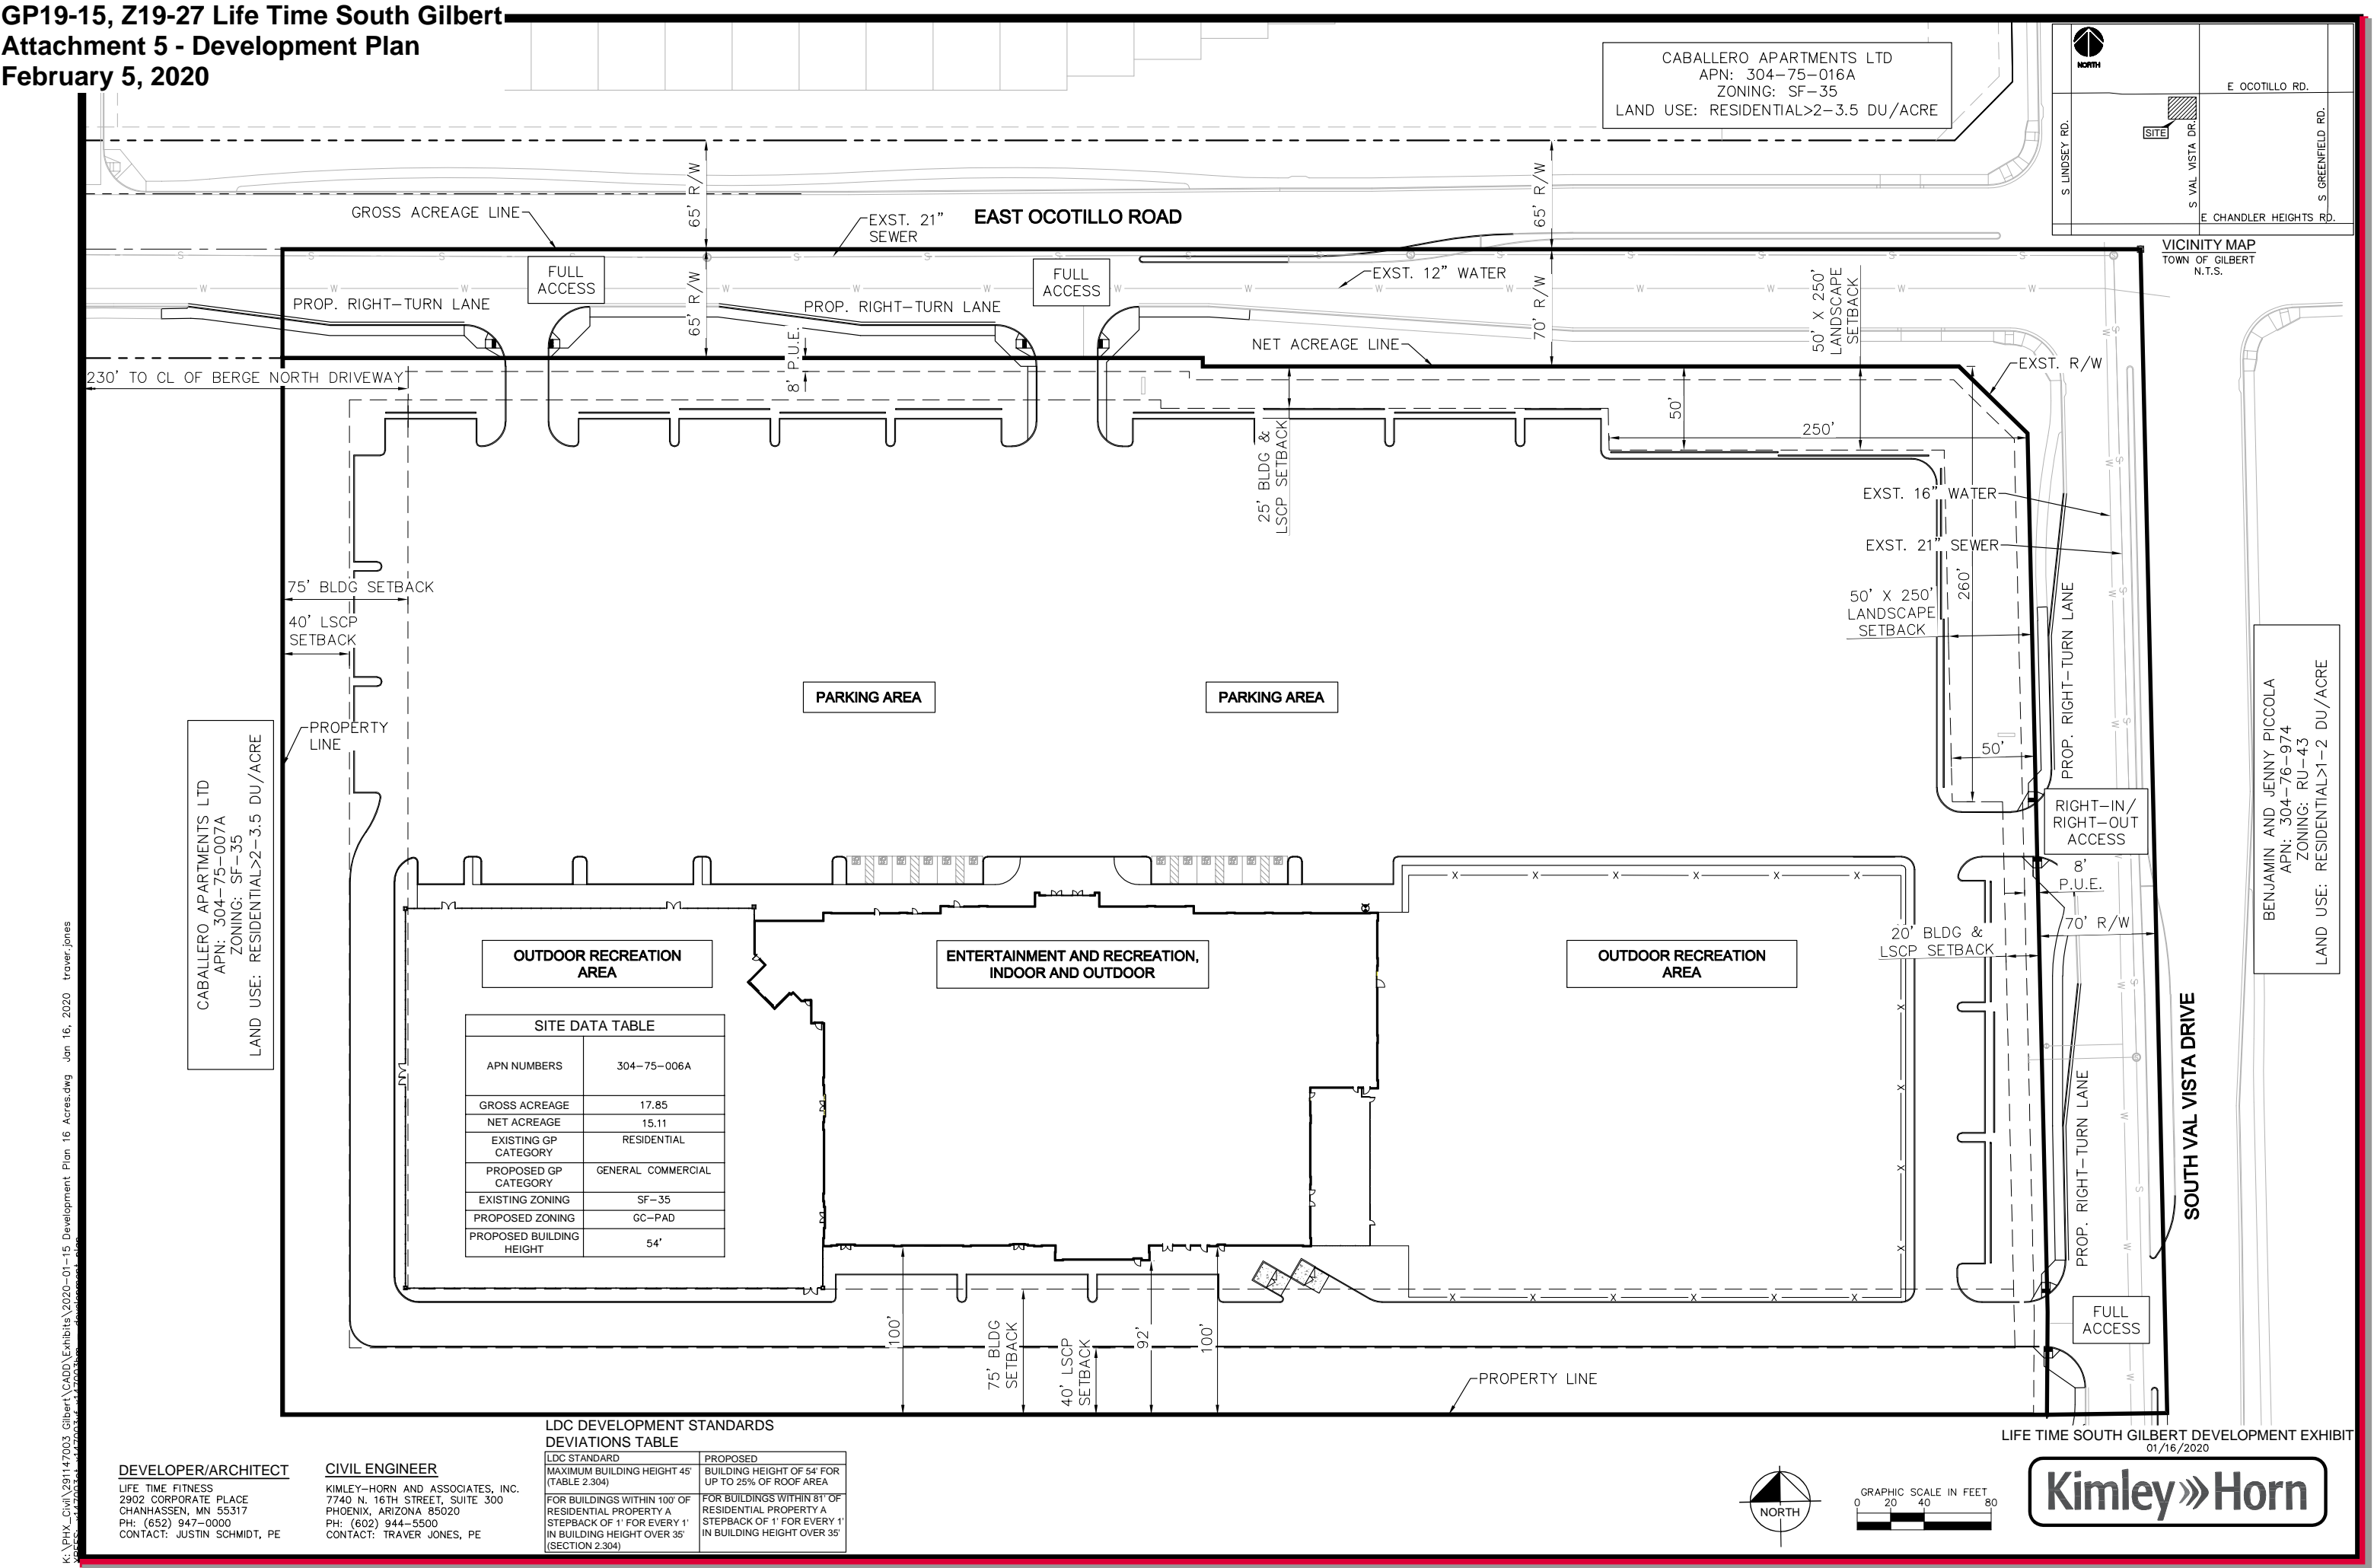 GP19-15, Z19-27 Life Time South Gilbert
Attachment 5 - Development Plan
February 5, 2020
CABALLERO APARTMENTS LTD
APN: 304-75-016A
ZONING: SF-35
LAND USE: RESIDENTIAL>2-3.5 DU/ACRE
NORTH
E OCOTILLO RD.
S LINDSEY RD.
SITE
S VAL VISTA DR.
S GREENFIELD RD.
E CHANDLER HEIGHTS RD.
VICINITY MAP
TOWN OF GILBERT
N.T.S.
65' R/W
65' R/W
GROSS ACREAGE LINE
EXST. 21" SEWER
EAST OCOTILLO ROAD
FULL
ACCESS
FULL
ACCESS
EXST. 12" WATER
PROP. RIGHT-TURN LANE
PROP. RIGHT-TURN LANE
65' R/W
8' P.U.E.
70' R/W
50' X 250'
LANDSCAPE
SETBACK
NET ACREAGE LINE
EXST. R/W
230' TO CL OF BERGE NORTH DRIVEWAY
50'
250'
25' BLDG &
LSCP SETBACK
EXST. 16" WATER
EXST. 21" SEWER
260'
75' BLDG SETBACK
40' LSCP
SETBACK
50' X 250'
LANDSCAPE
SETBACK
PROP. RIGHT-TURN LANE
PARKING AREA
PARKING AREA
PROPERTY
LINE
50'
CABALLERO APARTMENTS LTD
APN: 304-75-007A
ZONING: SF-35
LAND USE: RESIDENTIAL>2-3.5 DU/ACRE
BENJAMIN AND JENNY PICCOLA
APN: 304-76-974
ZONING: RU-43
LAND USE: RESIDENTIAL>1-2 DU/ACRE
RIGHT-IN/
RIGHT-OUT
ACCESS
8'
P.U.E.
70' R/W
20' BLDG &
LSCP SETBACK
OUTDOOR RECREATION
AREA
ENTERTAINMENT AND RECREATION,
INDOOR AND OUTDOOR
OUTDOOR RECREATION
AREA
SITE DATA TABLE
APN NUMBERS 304-75-006A
GROSS ACREAGE 17.85
NET ACREAGE 15.11
EXISTING GP CATEGORY RESIDENTIAL
PROPOSED GP CATEGORY GENERAL COMMERCIAL
EXISTING ZONING SF-35
PROPOSED ZONING GC-PAD
PROPOSED BUILDING HEIGHT 54'
SOUTH VAL VISTA DRIVE
PROP. RIGHT-TURN LANE
FULL
ACCESS
100'
75' BLDG
SETBACK
40' LSCP
SETBACK
92'
100'
PROPERTY LINE
K:\PHX_Civil\291147003 Gilbert\CADD\Exhibits\2020-01-15 Development Plan 16 Acres.dwg Jan 16, 2020 traver.jones
DEVELOPER/ARCHITECT
LIFE TIME FITNESS
2902 CORPORATE PLACE
CHANHASSEN, MN 55317
PH: (652) 947-0000
CONTACT: JUSTIN SCHMIDT, PE
CIVIL ENGINEER
KIMLEY-HORN AND ASSOCIATES, INC.
7740 N. 16TH STREET, SUITE 300
PHOENIX, ARIZONA 85020
PH: (602) 944-5500
CONTACT: TRAVER JONES, PE
LDC DEVELOPMENT STANDARDS
DEVIATIONS TABLE
LDC STANDARD PROPOSED
MAXIMUM BUILDING HEIGHT 45' BUILDING HEIGHT OF 54' FOR
(TABLE 2.304) UP TO 25% OF ROOF AREA
FOR BUILDINGS WITHIN 100' OF FOR BUILDINGS WITHIN 81' OF
RESIDENTIAL PROPERTY A RESIDENTIAL PROPERTY A
STEPBACK OF 1' FOR EVERY 1' STEPBACK OF 1' FOR EVERY 1'
IN BUILDING HEIGHT OVER 35' IN BUILDING HEIGHT OVER 35'
(SECTION 2.304)
NORTH
GRAPHIC SCALE IN FEET
0 20 40 80
LIFE TIME SOUTH GILBERT DEVELOPMENT EXHIBIT
01/16/2020
Kimley»Horn